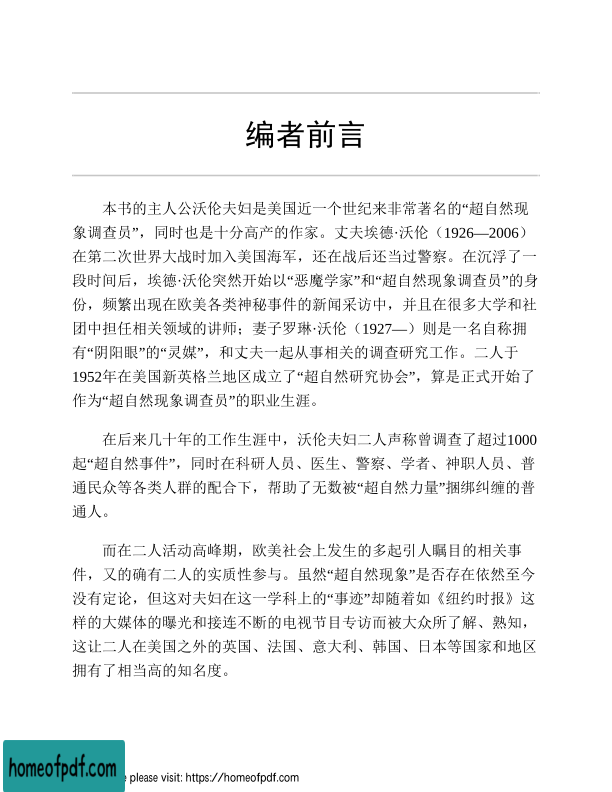 编者前言
本书的主人公沃伦夫妇是美国近一个世纪来非常著名的“超自然现
象调查员”，同时也是十分高产的作家。丈夫埃德·沃伦（1926—2006）
在第二次世界大战时加入美国海军，还在战后还当过警察。在沉浮了一
段时间后，埃德·沃伦突然开始以“恶魔学家”和“超自然现象调查员”的身
份，频繁出现在欧美各类神秘事件的新闻采访中，并且在很多大学和社
团中担任相关领域的讲师；妻子罗琳·沃伦（1927—）则是一名自称拥
有“阴阳眼”的“灵媒”，和丈夫一起从事相关的调查研究工作。二人于
1952年在美国新英格兰地区成立了“超自然研究协会”，算是正式开始了
作为“超自然现象调查员”的职业生涯。
在后来几十年的工作生涯中，沃伦夫妇二人声称曾调查了超过1000
起“超自然事件”，同时在科研人员、医生、警察、学者、神职人员、普
通民众等各类人群的配合下，帮助了无数被“超自然力量”捆绑纠缠的普
通人。
而在二人活动高峰期，欧美社会上发生的多起引人瞩目的相关事
件，又的确有二人的实质性参与。虽然“超自然现象”是否存在依然至今
没有定论，但这对夫妇在这一学科上的“事迹”却随着如《纽约时报》这
样的大媒体的曝光和接连不断的电视节目专访而被大众所了解、熟知，
这让二人在美国之外的英国、法国、意大利、韩国、日本等国家和地区
拥有了相当高的知名度。
homeofpdf.com
e please visit: https://homeofpdf.com